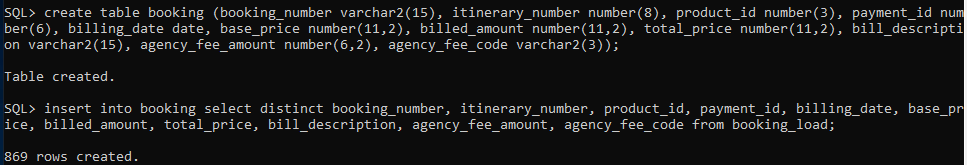 SQL> create table booking (booking_number varchar2(15), itinerary_number number(8), product_id number(3), payment_id num
ber(6), billing_date date, base_price number(11,2), billed_amount number(11,2), total_price number(11,2), bill_descripti
on varchar2(15), agency_fee_amount number(6,2), agency_fee_code varchar2(3));
Table created.
SQL> insert into booking select distinct booking_number, itinerary_number, product_id, payment_id, billing_date, base_pr
ice, billed_amount, total_price, bill_description, agency_fee_amount, agency_fee_code from booking_load;
869 rows created.